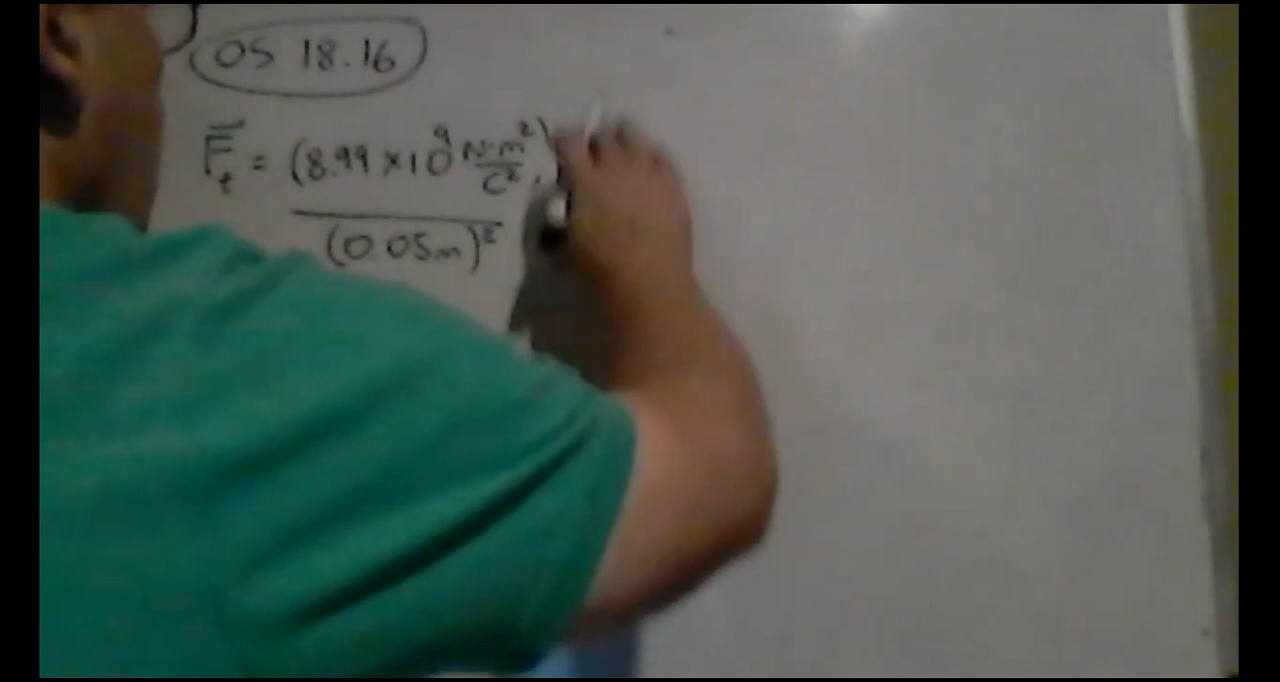 OS 18.16
F⃗t = (8.99 × 10⁹ N·m²/C²)
(0.05m)²